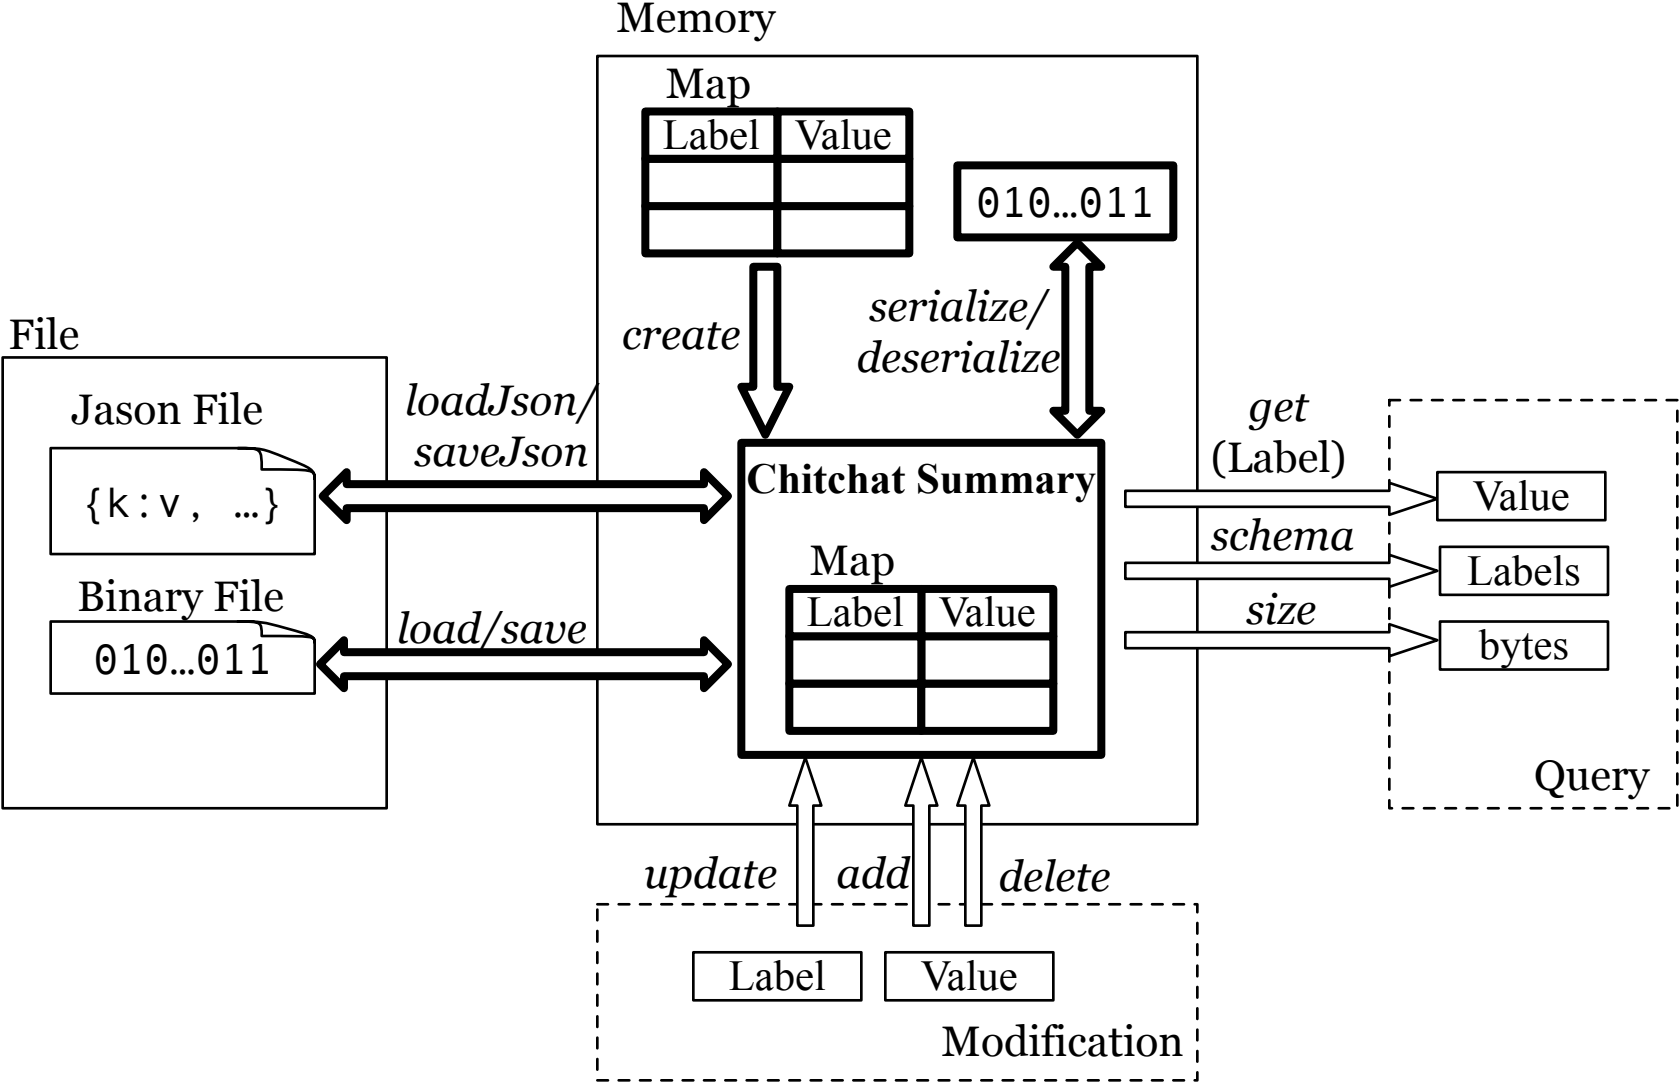 Memory
Map
Label Value
010…011
create
serialize/
deserialize
File
Jason File
{k:v, …}
Binary File
010…011
loadJson/
saveJson
load/save
Chitchat Summary
Map
Label Value
get
(Label)
schema
size
Value
Labels
bytes
Query
update add delete
Label Value
Modification